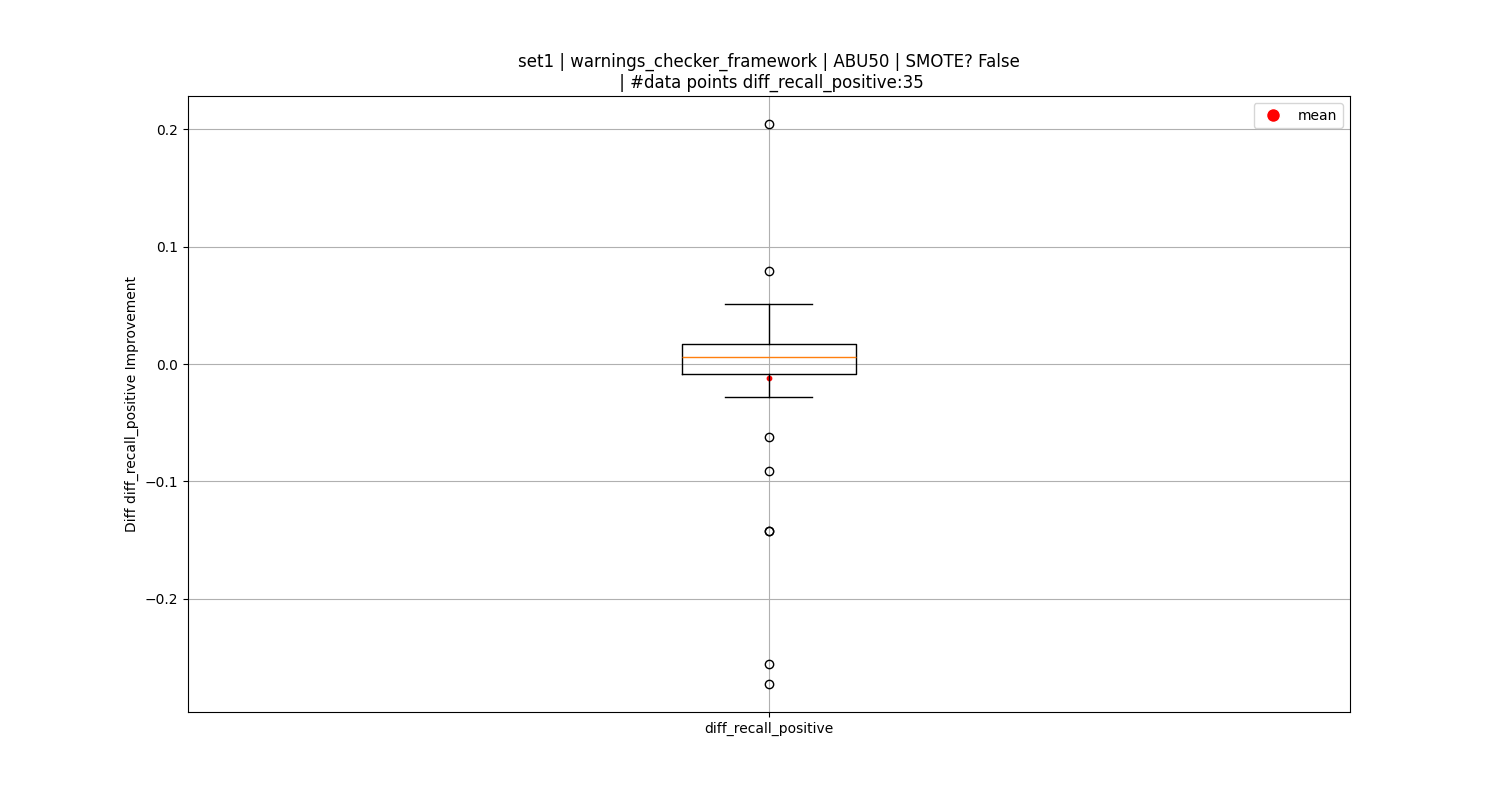 set1 | warnings_checker_framework | ABU50 | SMOTE? False
| #data points diff_recall_positive:35
mean
0.2
0.1
0.0
−0.1
−0.2
Diff diff_recall_positive Improvement
diff_recall_positive